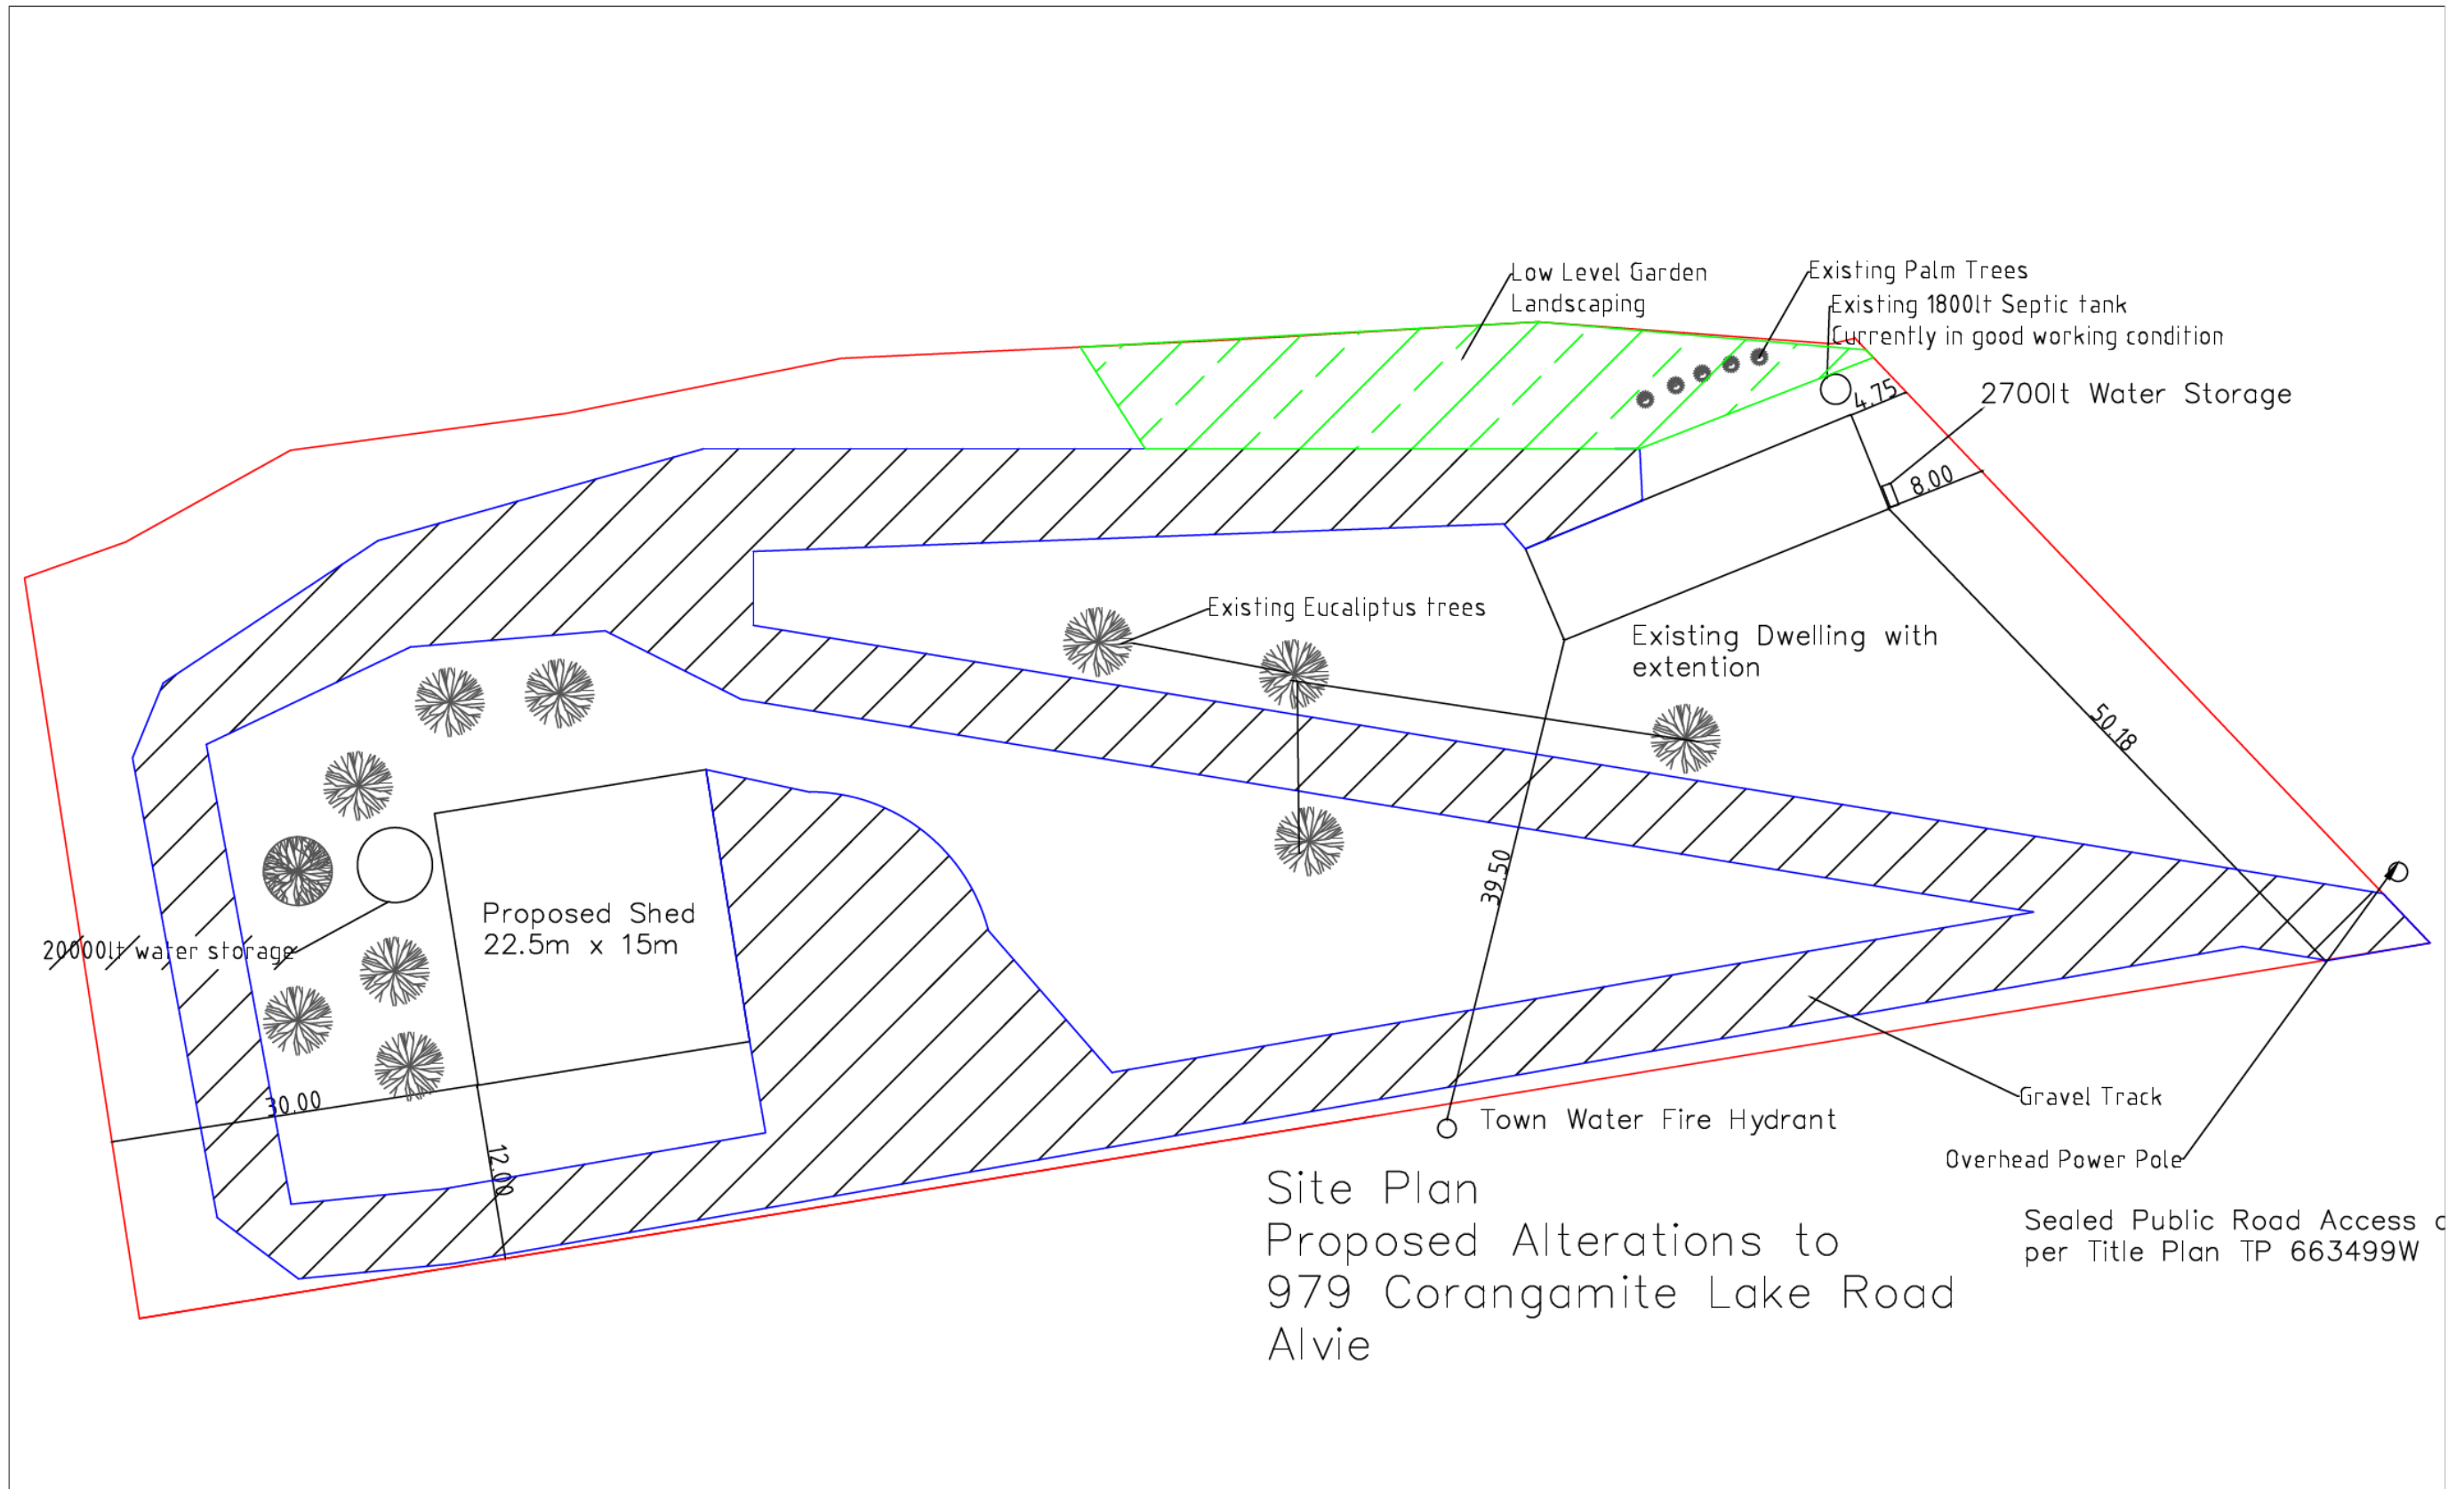 Low Level Garden
Landscaping
Existing Palm Trees
Existing 1800lt Septic tank
Currently in good working condition
2700lt Water Storage
4.75
8.00
Existing Eucaliptus trees
Existing Dwelling with
extention
50.18
39.50
Proposed Shed
22.5m x 15m
20000lt water storage
30.00
12.00
Gravel Track
Town Water Fire Hydrant
Overhead Power Pole
Site Plan
Proposed Alterations to
979 Corangamite Lake Road
Alvie
Sealed Public Road Access
per Title Plan TP 663499W